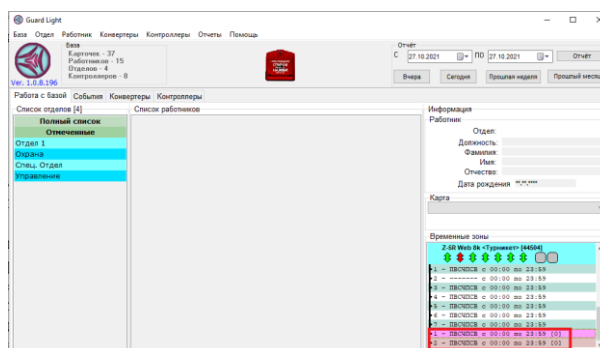 Guard Light
База Отдел Работник Конвертеры Контроллеры Отчеты Помощь
База
Карточек - 37
Работников - 15
Отделов - 4
Контроллеров - 8
Ver. 1.0.8.196
Отчёт
С 27.10.2021 ПО 27.10.2021 Отчёт
Вчера Сегодня Прошлая неделя Прошлый месяц
Работа с базой События Конвертеры Контроллеры
Список отделов [4]
Полный список
Отмеченные
Отдел 1
Охрана
Спец. Отдел
Управление
Список работников
Информация
Работник
Отдел:
Должность:
Фамилия:
Имя:
Отчество:
Дата рождения **.**.****
Карта
Временные зоны
Z-5R Web 8k <Турникет> [44504]
1 - ПВСЧПСВ с 00:00 по 23:59
2 - ------- с 00:00 по 23:59
3 - ПВСЧПСВ с 00:00 по 23:59
4 - ПВСЧПСВ с 00:00 по 23:59
5 - ПВСЧПСВ с 00:00 по 23:59
6 - ПВСЧПСВ с 00:00 по 23:59
7 - ПВСЧПСВ с 00:00 по 23:59
1 - ПВСЧПСВ с 00:00 по 23:59 [0]
2 - ПВСЧПСВ с 00:00 по 23:59 [0]